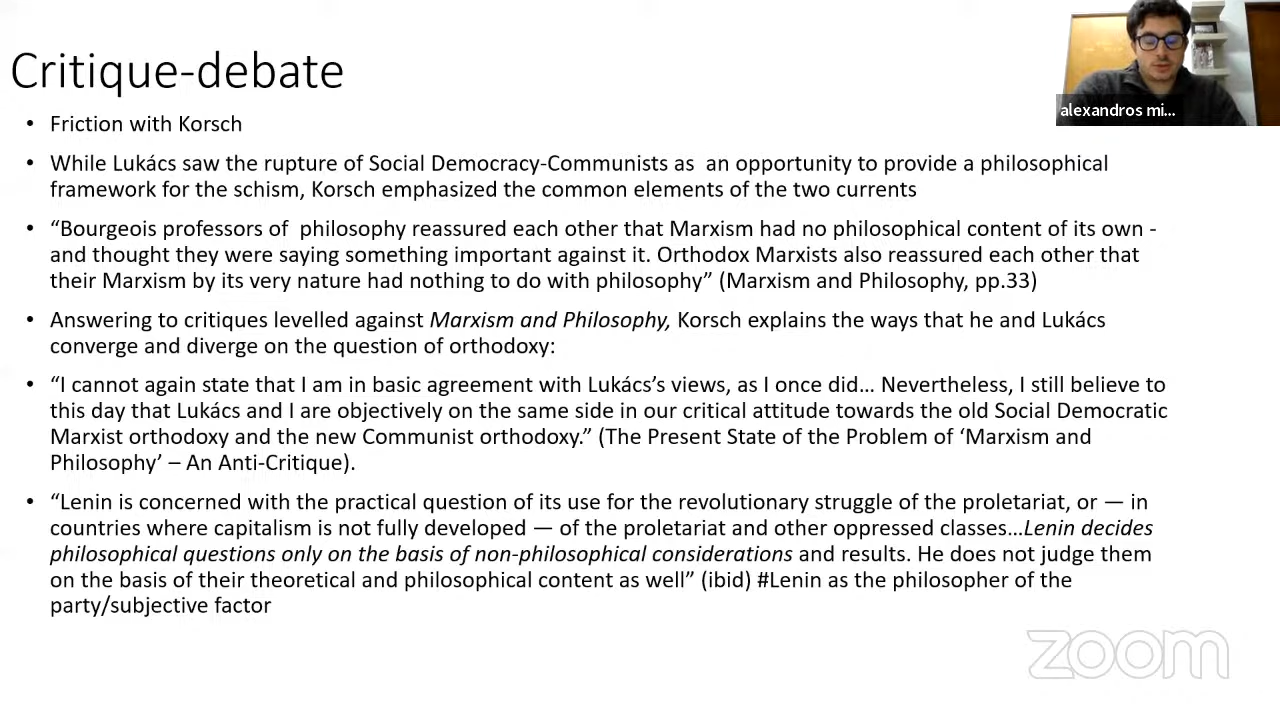 Critique-debate
alexandros mi...
• Friction with Korsch
• While Lukács saw the rupture of Social Democracy-Communists as  an opportunity to provide a philosophical
framework for the schism, Korsch emphasized the common elements of the two currents
• “Bourgeois professors of  philosophy reassured each other that Marxism had no philosophical content of its own -
and thought they were saying something important against it. Orthodox Marxists also reassured each other that
their Marxism by its very nature had nothing to do with philosophy” (Marxism and Philosophy, pp.33)
• Answering to critiques levelled against Marxism and Philosophy, Korsch explains the ways that he and Lukács
converge and diverge on the question of orthodoxy:
• “I cannot again state that I am in basic agreement with Lukács’s views, as I once did… Nevertheless, I still believe to
this day that Lukács and I are objectively on the same side in our critical attitude towards the old Social Democratic
Marxist orthodoxy and the new Communist orthodoxy.” (The Present State of the Problem of ‘Marxism and
Philosophy’ – An Anti-Critique).
• “Lenin is concerned with the practical question of its use for the revolutionary struggle of the proletariat, or — in
countries where capitalism is not fully developed — of the proletariat and other oppressed classes…Lenin decides
philosophical questions only on the basis of non-philosophical considerations and results. He does not judge them
on the basis of their theoretical and philosophical content as well” (ibid) #Lenin as the philosopher of the
party/subjective factor
zoom